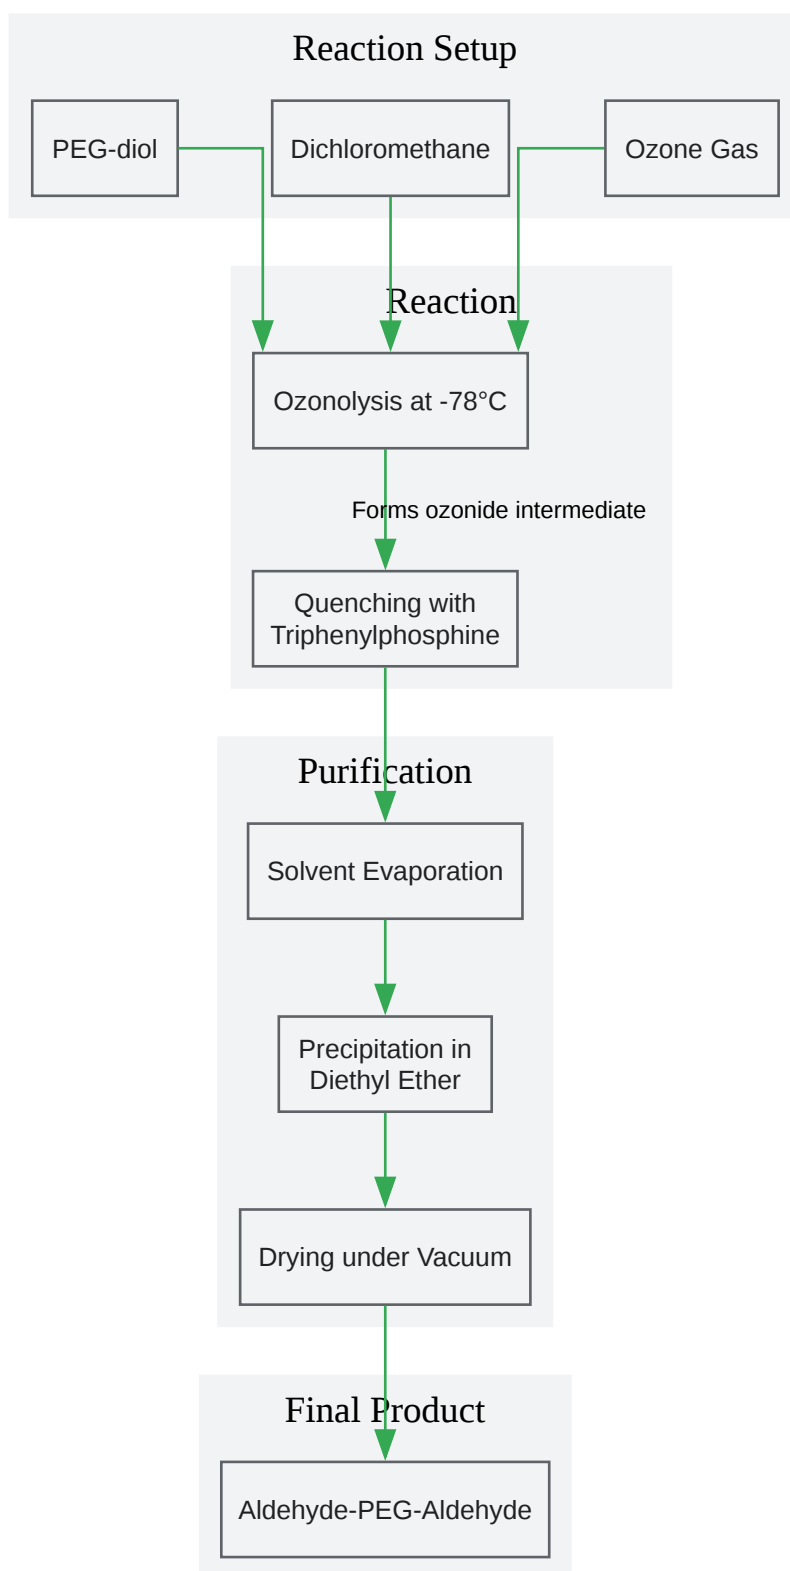 Reaction Setup
PEG-diol
Dichloromethane
Ozone Gas
Reaction
Ozonolysis at -78°C
Forms ozonide intermediate
Quenching with
Triphenylphosphine
Purification
Solvent Evaporation
Precipitation in
Diethyl Ether
Drying under Vacuum
Final Product
Aldehyde-PEG-Aldehyde